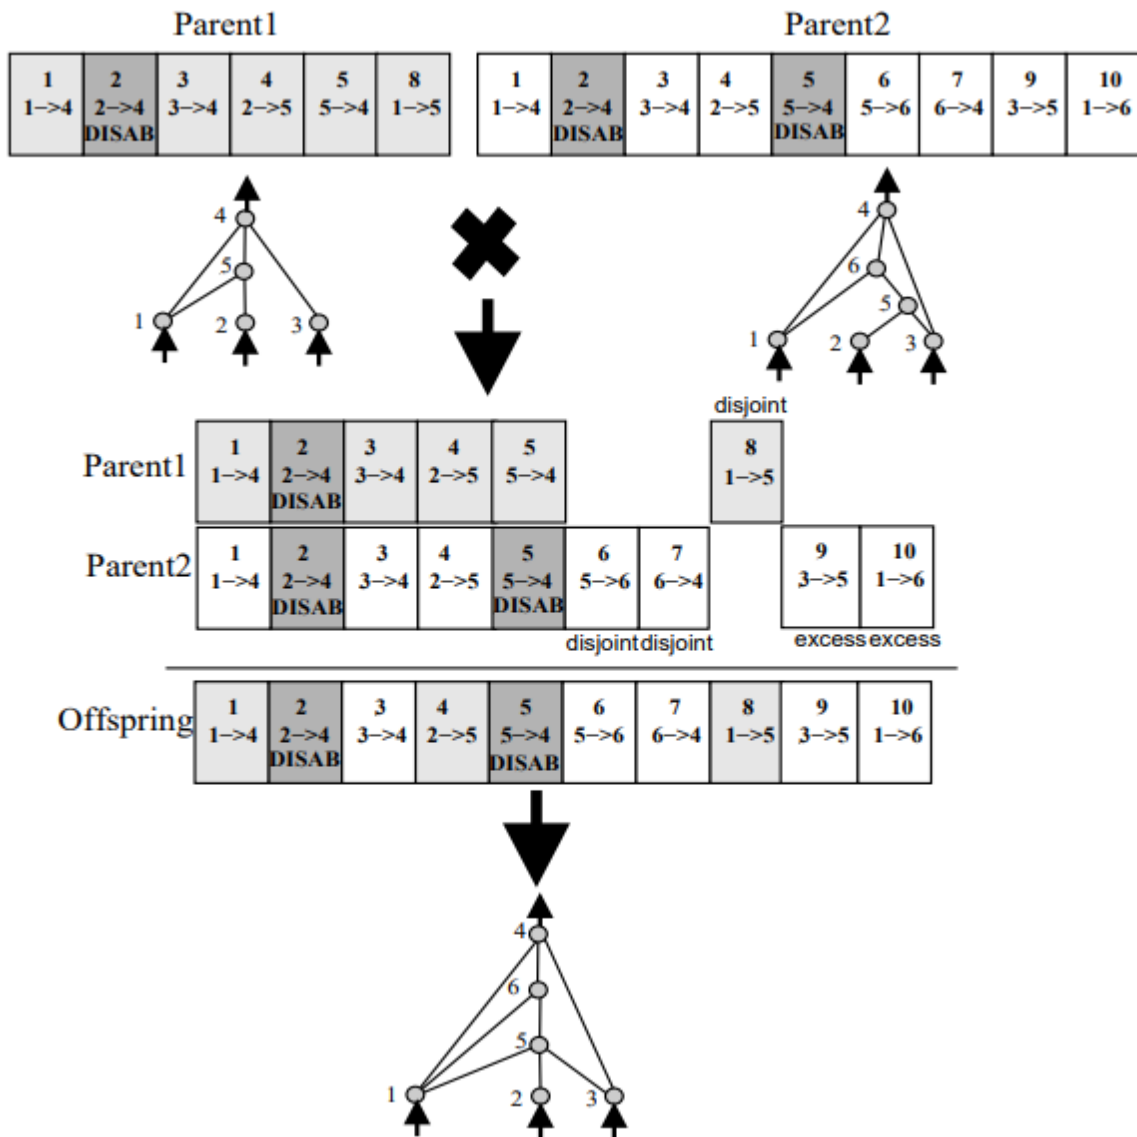 Parent1 Parent2
1 2 3 4 5 8 1 2 3 4 5 6 7 9 10
1->4 2->4 3->4 2->5 5->4 1->5 1->4 2->4 3->4 2->5 5->4 5->6 6->4 3->5 1->6
DISAB DISAB DISAB
4 4
5 6
5
1 2 3 1 2 3
disjoint
Parent1 1 2 3 4 5 8
1->4 2->4 3->4 2->5 5->4 1->5
DISAB
Parent2 1 2 3 4 5 6 7 9 10
1->4 2->4 3->4 2->5 5->4 5->6 6->4 3->5 1->6
DISAB DISAB
disjoint disjoint excess excess
Offspring 1 2 3 4 5 6 7 8 9 10
1->4 2->4 3->4 2->5 5->4 5->6 6->4 1->5 3->5 1->6
DISAB DISAB
4
6
5
1 2 3